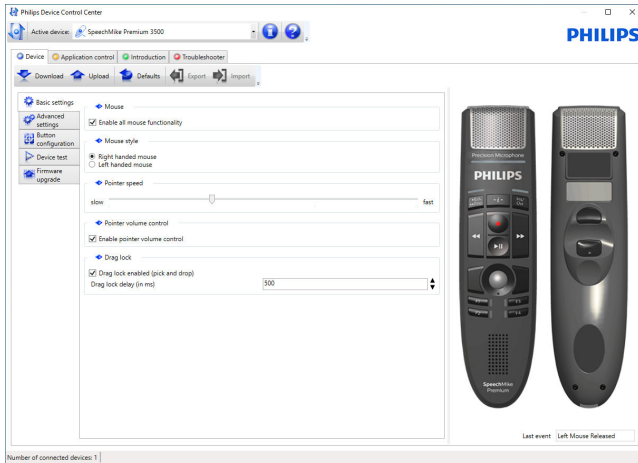 Philips Device Control Center
Active device: SpeechMike Premium 3500
PHILIPS
Device Application control Introduction Troubleshooter
Download Upload Defaults Export Import
Basic settings
Advanced settings
Button configuration
Device test
Firmware upgrade
Mouse
Enable all mouse functionality
Mouse style
Right handed mouse
Left handed mouse
Pointer speed
slow fast
Pointer volume control
Enable pointer volume control
Drag lock
Drag lock enabled (pick and drop)
Drag lock delay (in ms) 500
Precision Microphone
PHILIPS
SpeechMike
Premium
Last event Left Mouse Released
Number of connected devices: 1